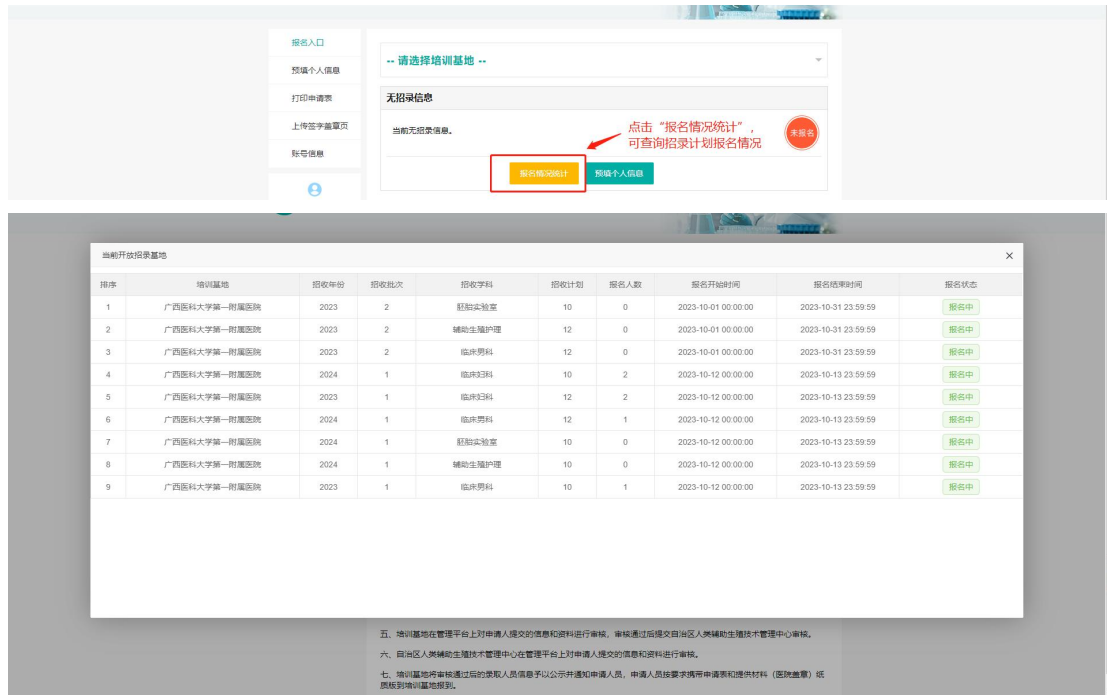 报名入口
预填个人信息
打印申请表
上传签字盖章页
账号信息
-- 请选择培训基地 --
无招录信息
当前无招录信息。
点击“报名情况统计”，
可查询招录计划报名情况
未报名
报名情况统计 预填个人信息
当前开放招录基地 ×
排序 培训基地 招收年份 招收批次 招收学科 招收计划 报名人数 报名开始时间 报名结束时间 报名状态
1 广西医科大学第一附属医院 2023 2 胚胎实验室 10 0 2023-10-01 00:00:00 2023-10-31 23:59:59 报名中
2 广西医科大学第一附属医院 2023 2 辅助生殖护理 12 0 2023-10-01 00:00:00 2023-10-31 23:59:59 报名中
3 广西医科大学第一附属医院 2023 2 临床男科 12 0 2023-10-01 00:00:00 2023-10-31 23:59:59 报名中
4 广西医科大学第一附属医院 2024 1 临床妇科 10 2 2023-10-12 00:00:00 2023-10-13 23:59:59 报名中
5 广西医科大学第一附属医院 2023 1 临床妇科 12 2 2023-10-12 00:00:00 2023-10-13 23:59:59 报名中
6 广西医科大学第一附属医院 2024 1 临床男科 12 1 2023-10-12 00:00:00 2023-10-13 23:59:59 报名中
7 广西医科大学第一附属医院 2024 1 胚胎实验室 10 0 2023-10-12 00:00:00 2023-10-13 23:59:59 报名中
8 广西医科大学第一附属医院 2024 1 辅助生殖护理 10 0 2023-10-12 00:00:00 2023-10-13 23:59:59 报名中
9 广西医科大学第一附属医院 2023 1 临床男科 10 1 2023-10-12 00:00:00 2023-10-13 23:59:59 报名中
五、培训基地在管理平台上对申请人提交的信息和资料进行审核，审核通过后提交自治区人类辅助生殖技术管理中心审核。
六、自治区人类辅助生殖技术管理中心在管理平台上对申请人提交的信息和资料进行审核。
七、培训基地将审核通过后的录取人员信息予以公示并通知申请人员，申请人员按要求携带申请表和提供材料（医院盖章）纸
质版到培训基地报到。